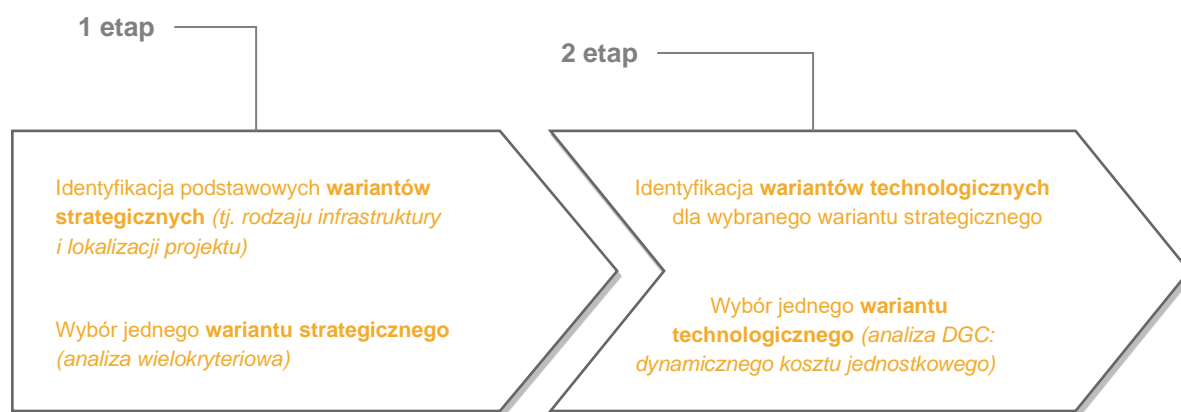 1 etap
2 etap
Identyfikacja podstawowych wariantów
strategicznych (tj. rodzaju infrastruktury
i lokalizacji projektu)
Wybór jednego wariantu strategicznego
(analiza wielokryteriowa)
Identyfikacja wariantów technologicznych
dla wybranego wariantu strategicznego
Wybór jednego wariantu
technologicznego (analiza DGC:
dynamicznego kosztu jednostkowego)